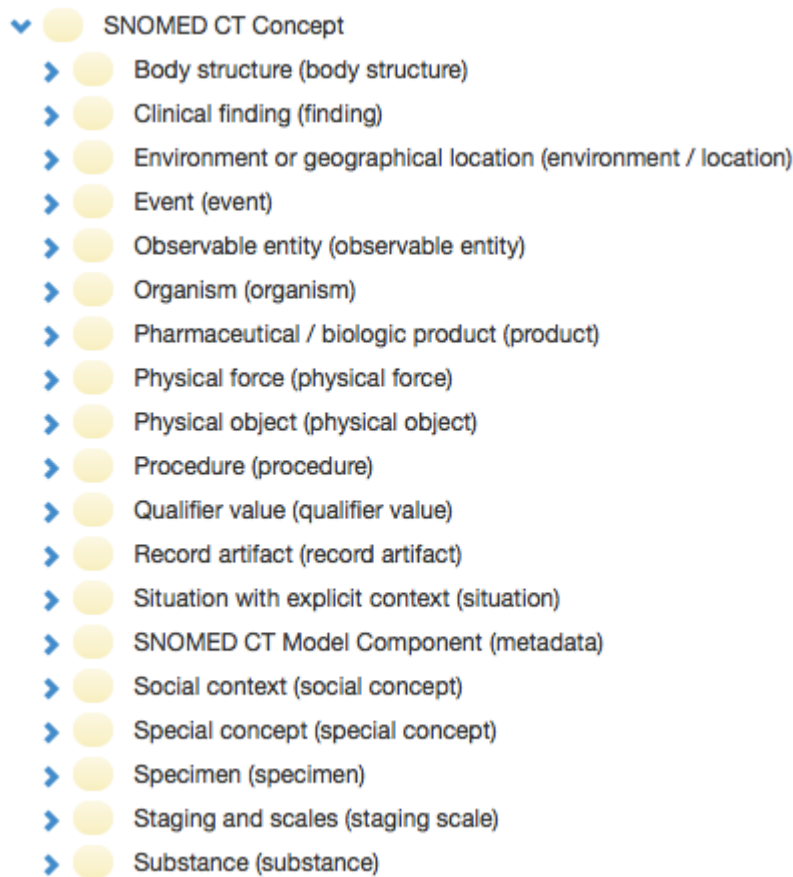 SNOMED CT Concept
Body structure (body structure)
Clinical finding (finding)
Environment or geographical location (environment / location)
Event (event)
Observable entity (observable entity)
Organism (organism)
Pharmaceutical / biologic product (product)
Physical force (physical force)
Physical object (physical object)
Procedure (procedure)
Qualifier value (qualifier value)
Record artifact (record artifact)
Situation with explicit context (situation)
SNOMED CT Model Component (metadata)
Social context (social concept)
Special concept (special concept)
Specimen (specimen)
Staging and scales (staging scale)
Substance (substance)